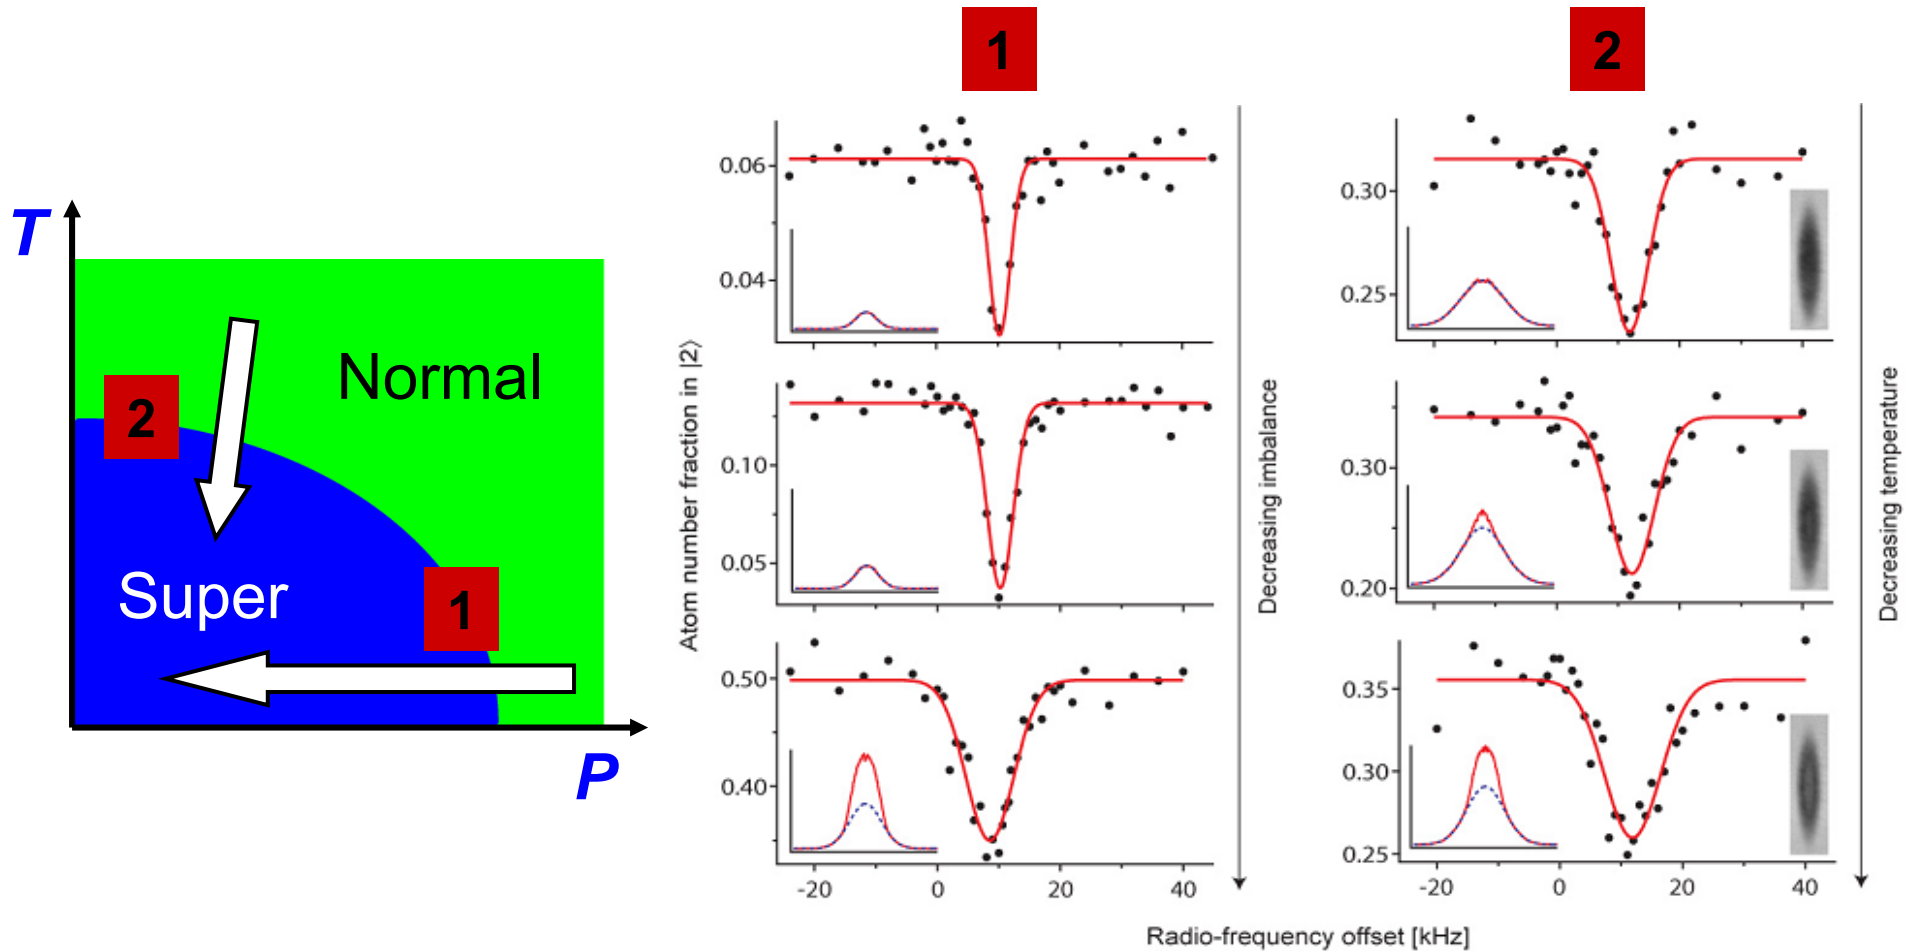 T
Normal
2
Super
1
P
1
2
Atom number fraction in |2⟩
0.06
0.04
0.10
0.05
0.50
0.40
-20 0 20 40
Decreasing imbalance
0.30
0.25
0.30
0.20
0.35
0.30
0.25
-20 0 20 40
Decreasing temperature
Radio-frequency offset [kHz]